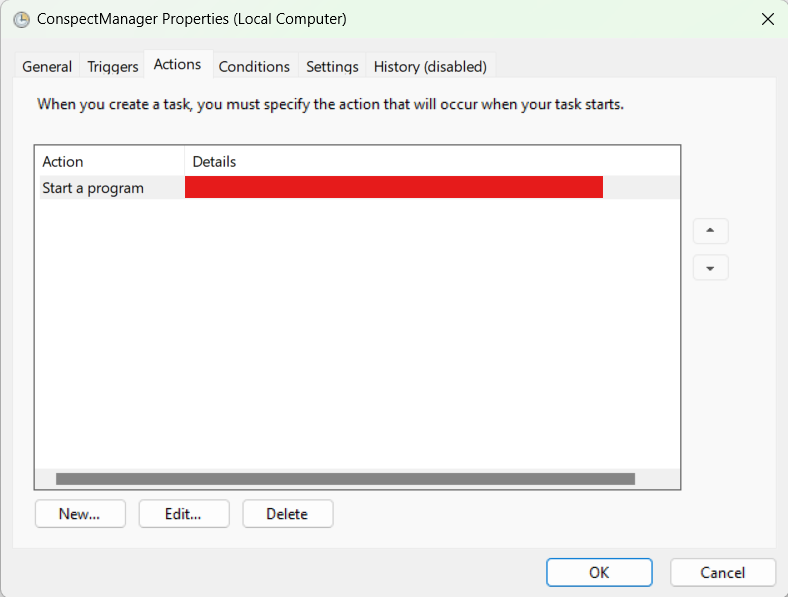 ConspectManager Properties (Local Computer)
General Triggers Actions Conditions Settings History (disabled)
When you create a task, you must specify the action that will occur when your task starts.
Action Details
Start a program
New... Edit... Delete
OK Cancel